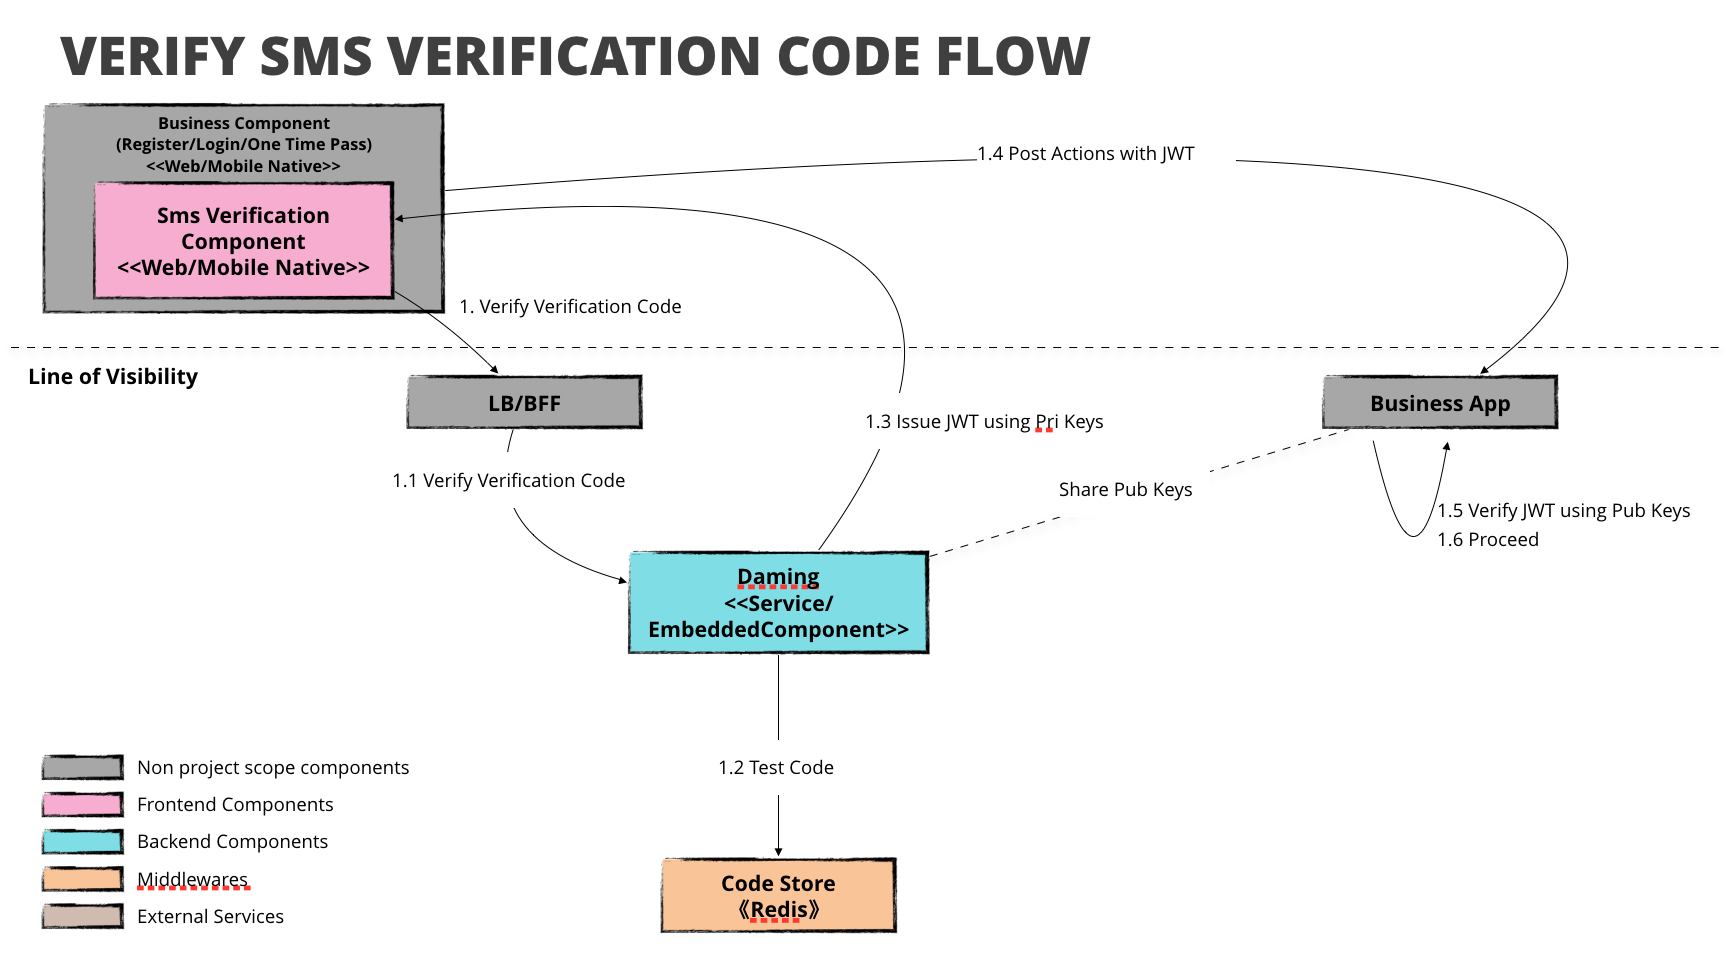 VERIFY SMS VERIFICATION CODE FLOW
Business Component
(Register/Login/One Time Pass)
<<Web/Mobile Native>>
Sms Verification
Component
<<Web/Mobile Native>>
1.4 Post Actions with JWT
1. Verify Verification Code
Line of Visibility
LB/BFF
Business App
1.3 Issue JWT using Pri Keys
1.1 Verify Verification Code
Share Pub Keys
1.5 Verify JWT using Pub Keys
1.6 Proceed
Daming
<<Service/
EmbeddedComponent>>
1.2 Test Code
Code Store
《Redis》
Non project scope components
Frontend Components
Backend Components
Middlewares
External Services